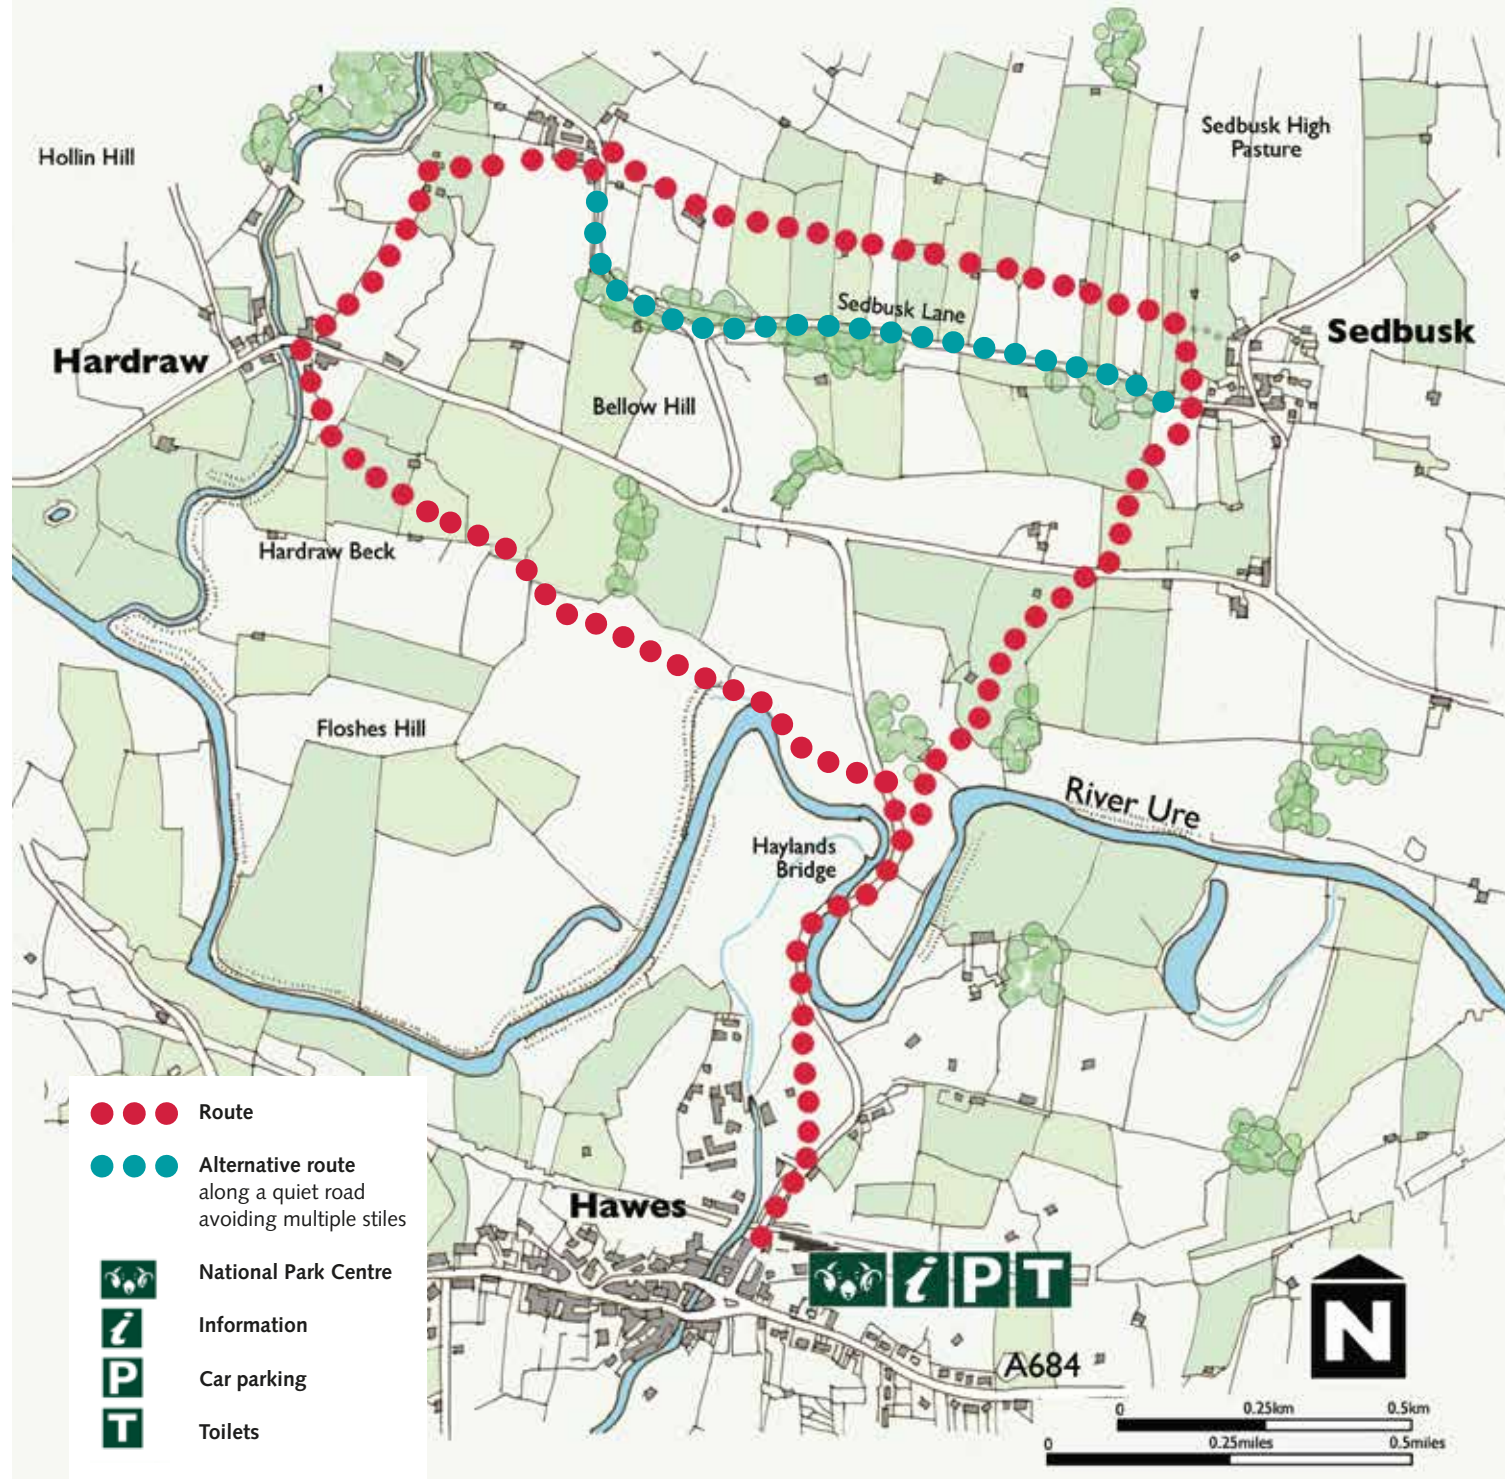 Hollin Hill
Sedbusk High
Pasture
Sedbusk Lane
Sedbusk
Hardraw
Bellow Hill
Hardraw Beck
Floshes Hill
River Ure
Haylands
Bridge
Hawes
i P T
A684
N
0 0.25km 0.5km
0 0.25miles 0.5miles
Route
Alternative route
along a quiet road
avoiding multiple stiles
National Park Centre
i Information
P Car parking
T Toilets